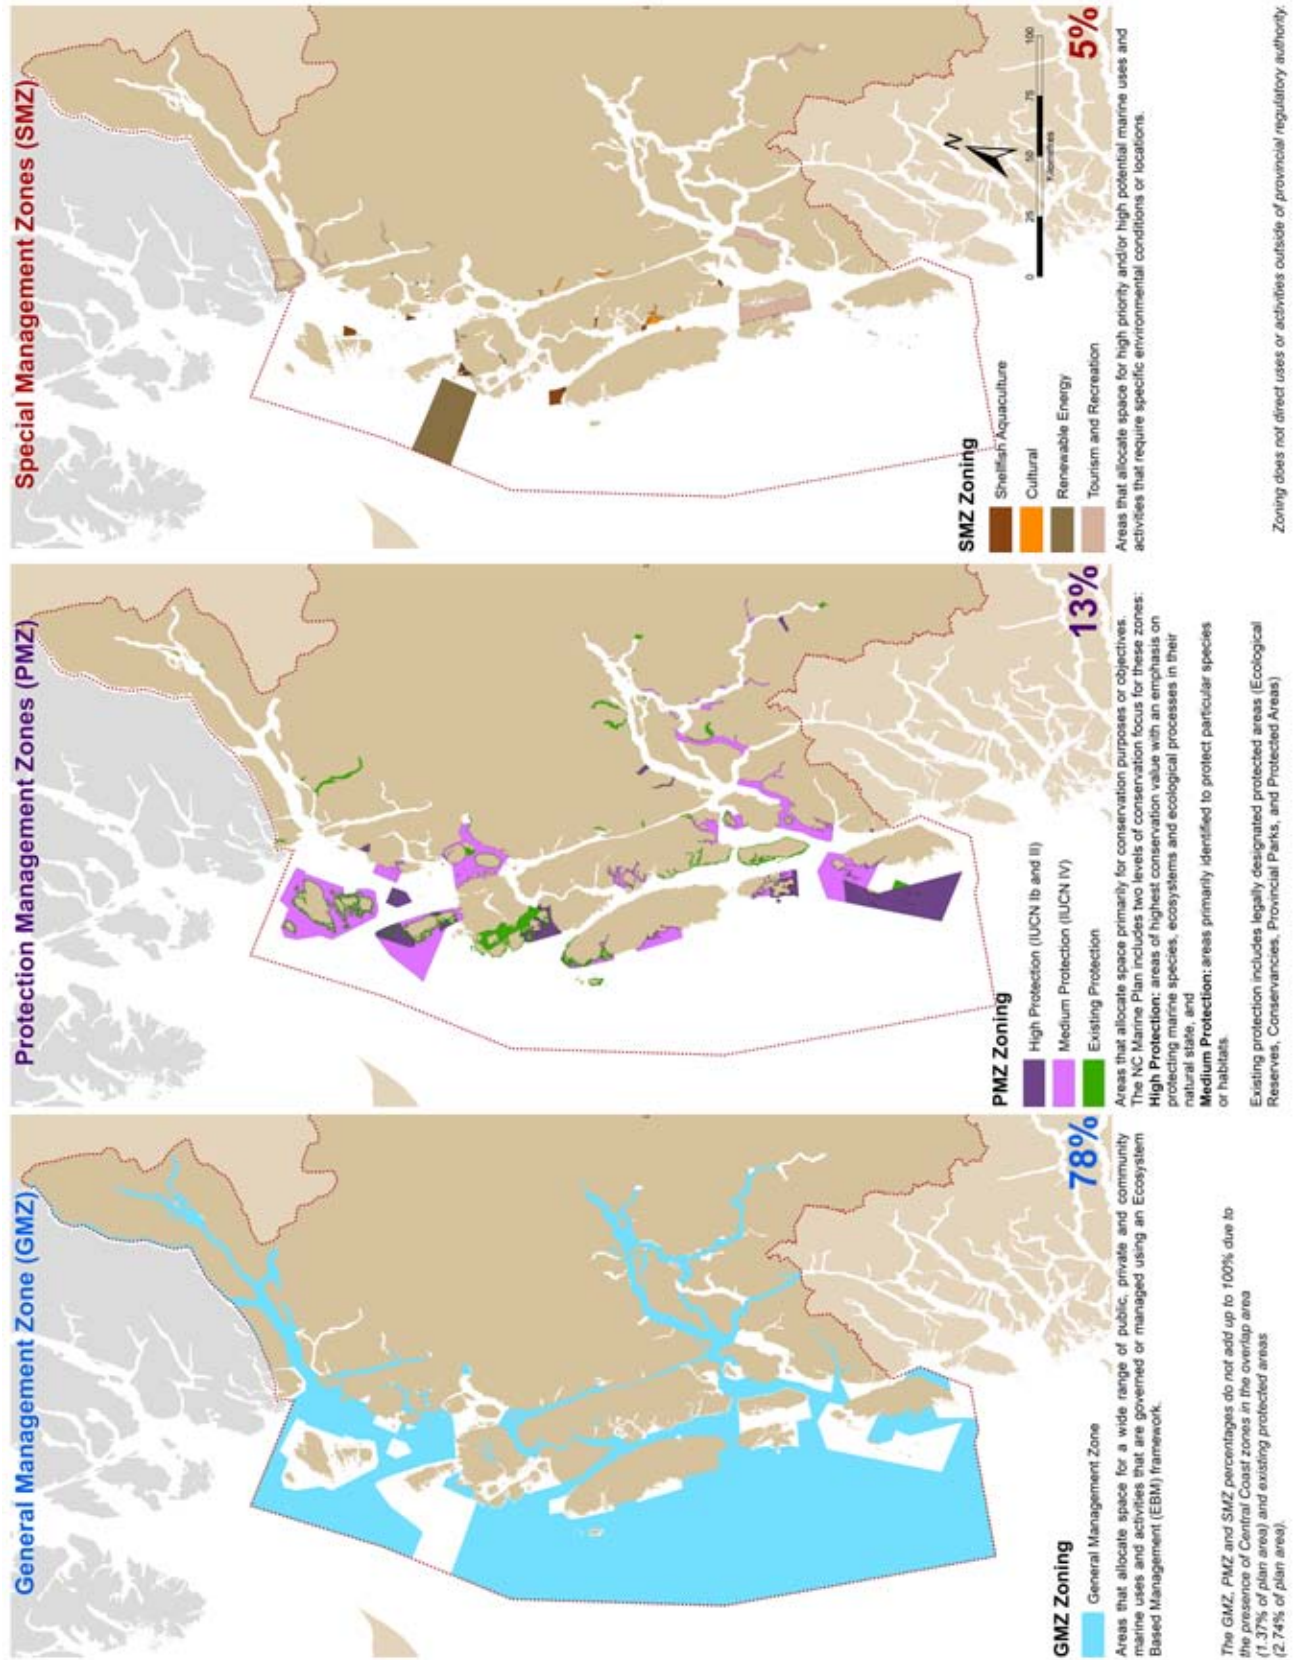 General Management Zone (GMZ)
GMZ Zoning
General Management Zone
78%
Areas that allocate space for a wide range of public, private and community
marine uses and activities that are governed or managed using an Ecosystem
Based Management (EBM) framework.
The GMZ, PMZ and SMZ percentages do not add up to 100% due to
the presence of Central Coast zones in the overlap area
(1.37% of plan area) and existing protected areas
(2.74% of plan area).
Protection Management Zones (PMZ)
PMZ Zoning
High Protection (IUCN Ib and II)
Medium Protection (IUCN IV)
Existing Protection
13%
Areas that allocate space primarily for conservation purposes or objectives.
The NC Marine Plan includes two levels of conservation focus for these zones:
High Protection: areas of highest conservation value with an emphasis on
protecting marine species, ecosystems and ecological processes in their
natural state, and
Medium Protection: areas primarily identified to protect particular species
or habitats.
Existing protection includes legally designated protected areas (Ecological
Reserves, Conservancies, Provincial Parks, and Protected Areas)
Special Management Zones (SMZ)
N
0 25 50 75 100
Kilometres
SMZ Zoning
Shellfish Aquaculture
Cultural
Renewable Energy
Tourism and Recreation
5%
Areas that allocate space for high priority and/or high potential marine uses and
activities that require specific environmental conditions or locations.
Zoning does not direct uses or activities outside of provincial regulatory authority.